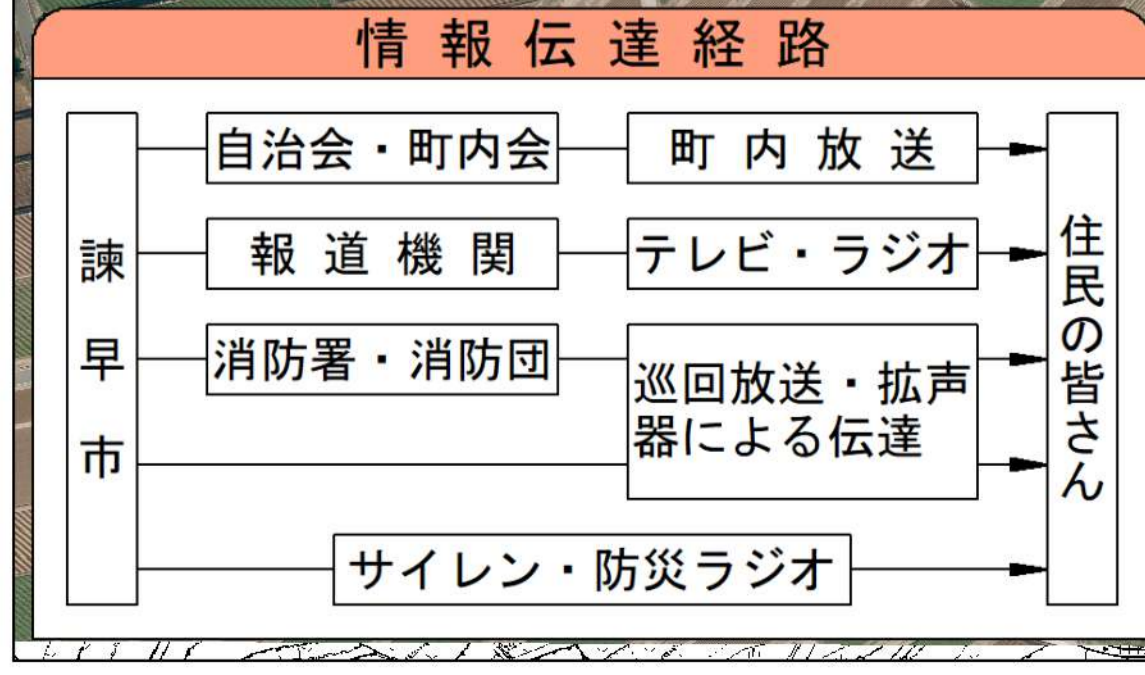 情報伝達経路
諫早市
自治会・町内会
町内放送
報道機関
テレビ・ラジオ
消防署・消防団
巡回放送・拡声
器による伝達
サイレン・防災ラジオ
住民の皆さん